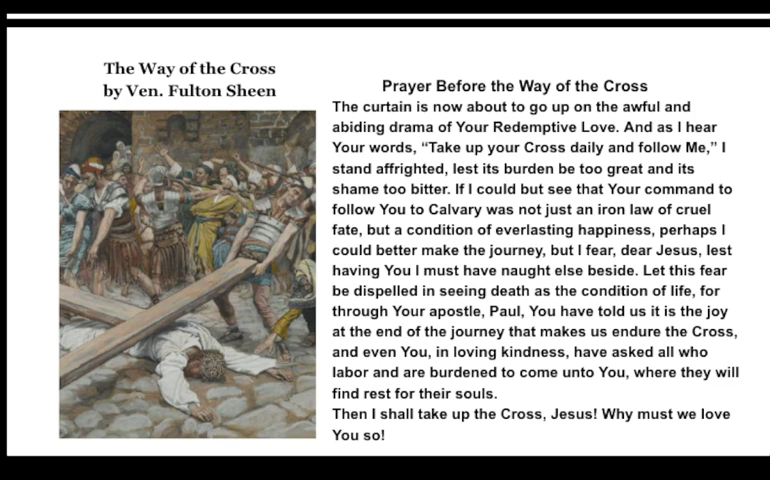 The Way of the Cross
by Ven. Fulton Sheen
Prayer Before the Way of the Cross
The curtain is now about to go up on the awful and
abiding drama of Your Redemptive Love. And as I hear
Your words, “Take up your Cross daily and follow Me,” I
stand affrighted, lest its burden be too great and its
shame too bitter. If I could but see that Your command to
follow You to Calvary was not just an iron law of cruel
fate, but a condition of everlasting happiness, perhaps I
could better make the journey, but I fear, dear Jesus, lest
having You I must have naught else beside. Let this fear
be dispelled in seeing death as the condition of life, for
through Your apostle, Paul, You have told us it is the joy
at the end of the journey that makes us endure the Cross,
and even You, in loving kindness, have asked all who
labor and are burdened to come unto You, where they will
find rest for their souls.
Then I shall take up the Cross, Jesus! Why must we love
You so!